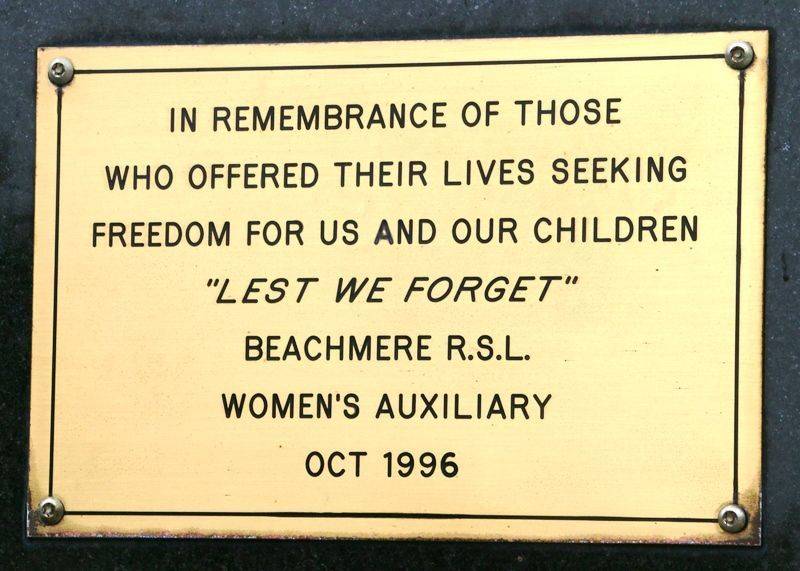 IN REMEMBRANCE OF THOSE
WHO OFFERED THEIR LIVES SEEKING
FREEDOM FOR US AND OUR CHILDREN
"LEST WE FORGET"
BEACHMERE R.S.L.
WOMEN'S AUXILIARY
OCT 1996